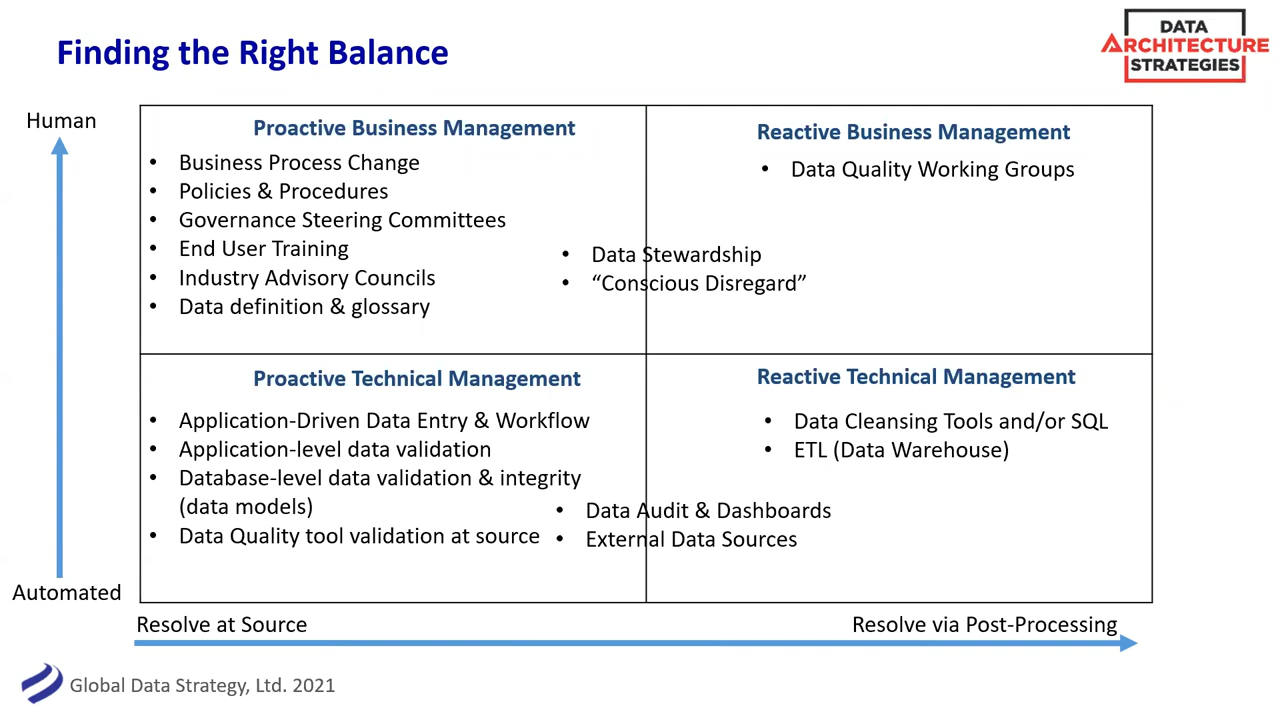 Finding the Right Balance
DATA
ARCHITECTURE
STRATEGIES
Human
Proactive Business Management
• Business Process Change
• Policies & Procedures
• Governance Steering Committees
• End User Training
• Industry Advisory Councils
• Data definition & glossary
Reactive Business Management
• Data Quality Working Groups
• Data Stewardship
• “Conscious Disregard”
Proactive Technical Management
• Application-Driven Data Entry & Workflow
• Application-level data validation
• Database-level data validation & integrity
(data models)
• Data Quality tool validation at source
Reactive Technical Management
• Data Cleansing Tools and/or SQL
• ETL (Data Warehouse)
• Data Audit & Dashboards
• External Data Sources
Automated
Resolve at Source
Resolve via Post-Processing
Global Data Strategy, Ltd. 2021